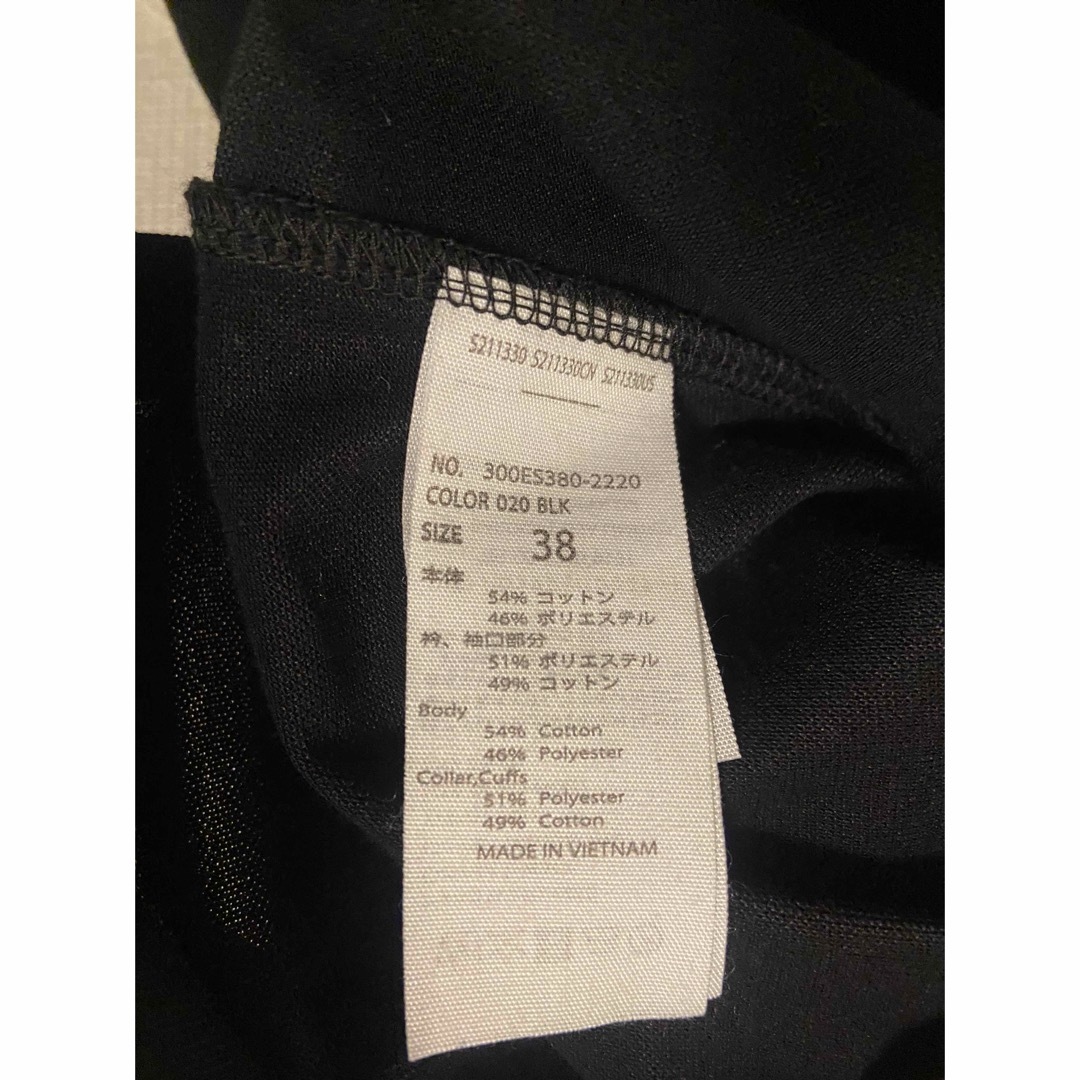 S211330 S211330CN S211330US
NO. 300ES380-2220
COLOR 020 BLK
SIZE 38
本体
54% コットン
46% ポリエステル
衿、袖口部分
51% ポリエステル
49% コットン
Body
54% Cotton
46% Polyester
Collar,Cuffs
51% Polyester
49% Cotton
MADE IN VIETNAM